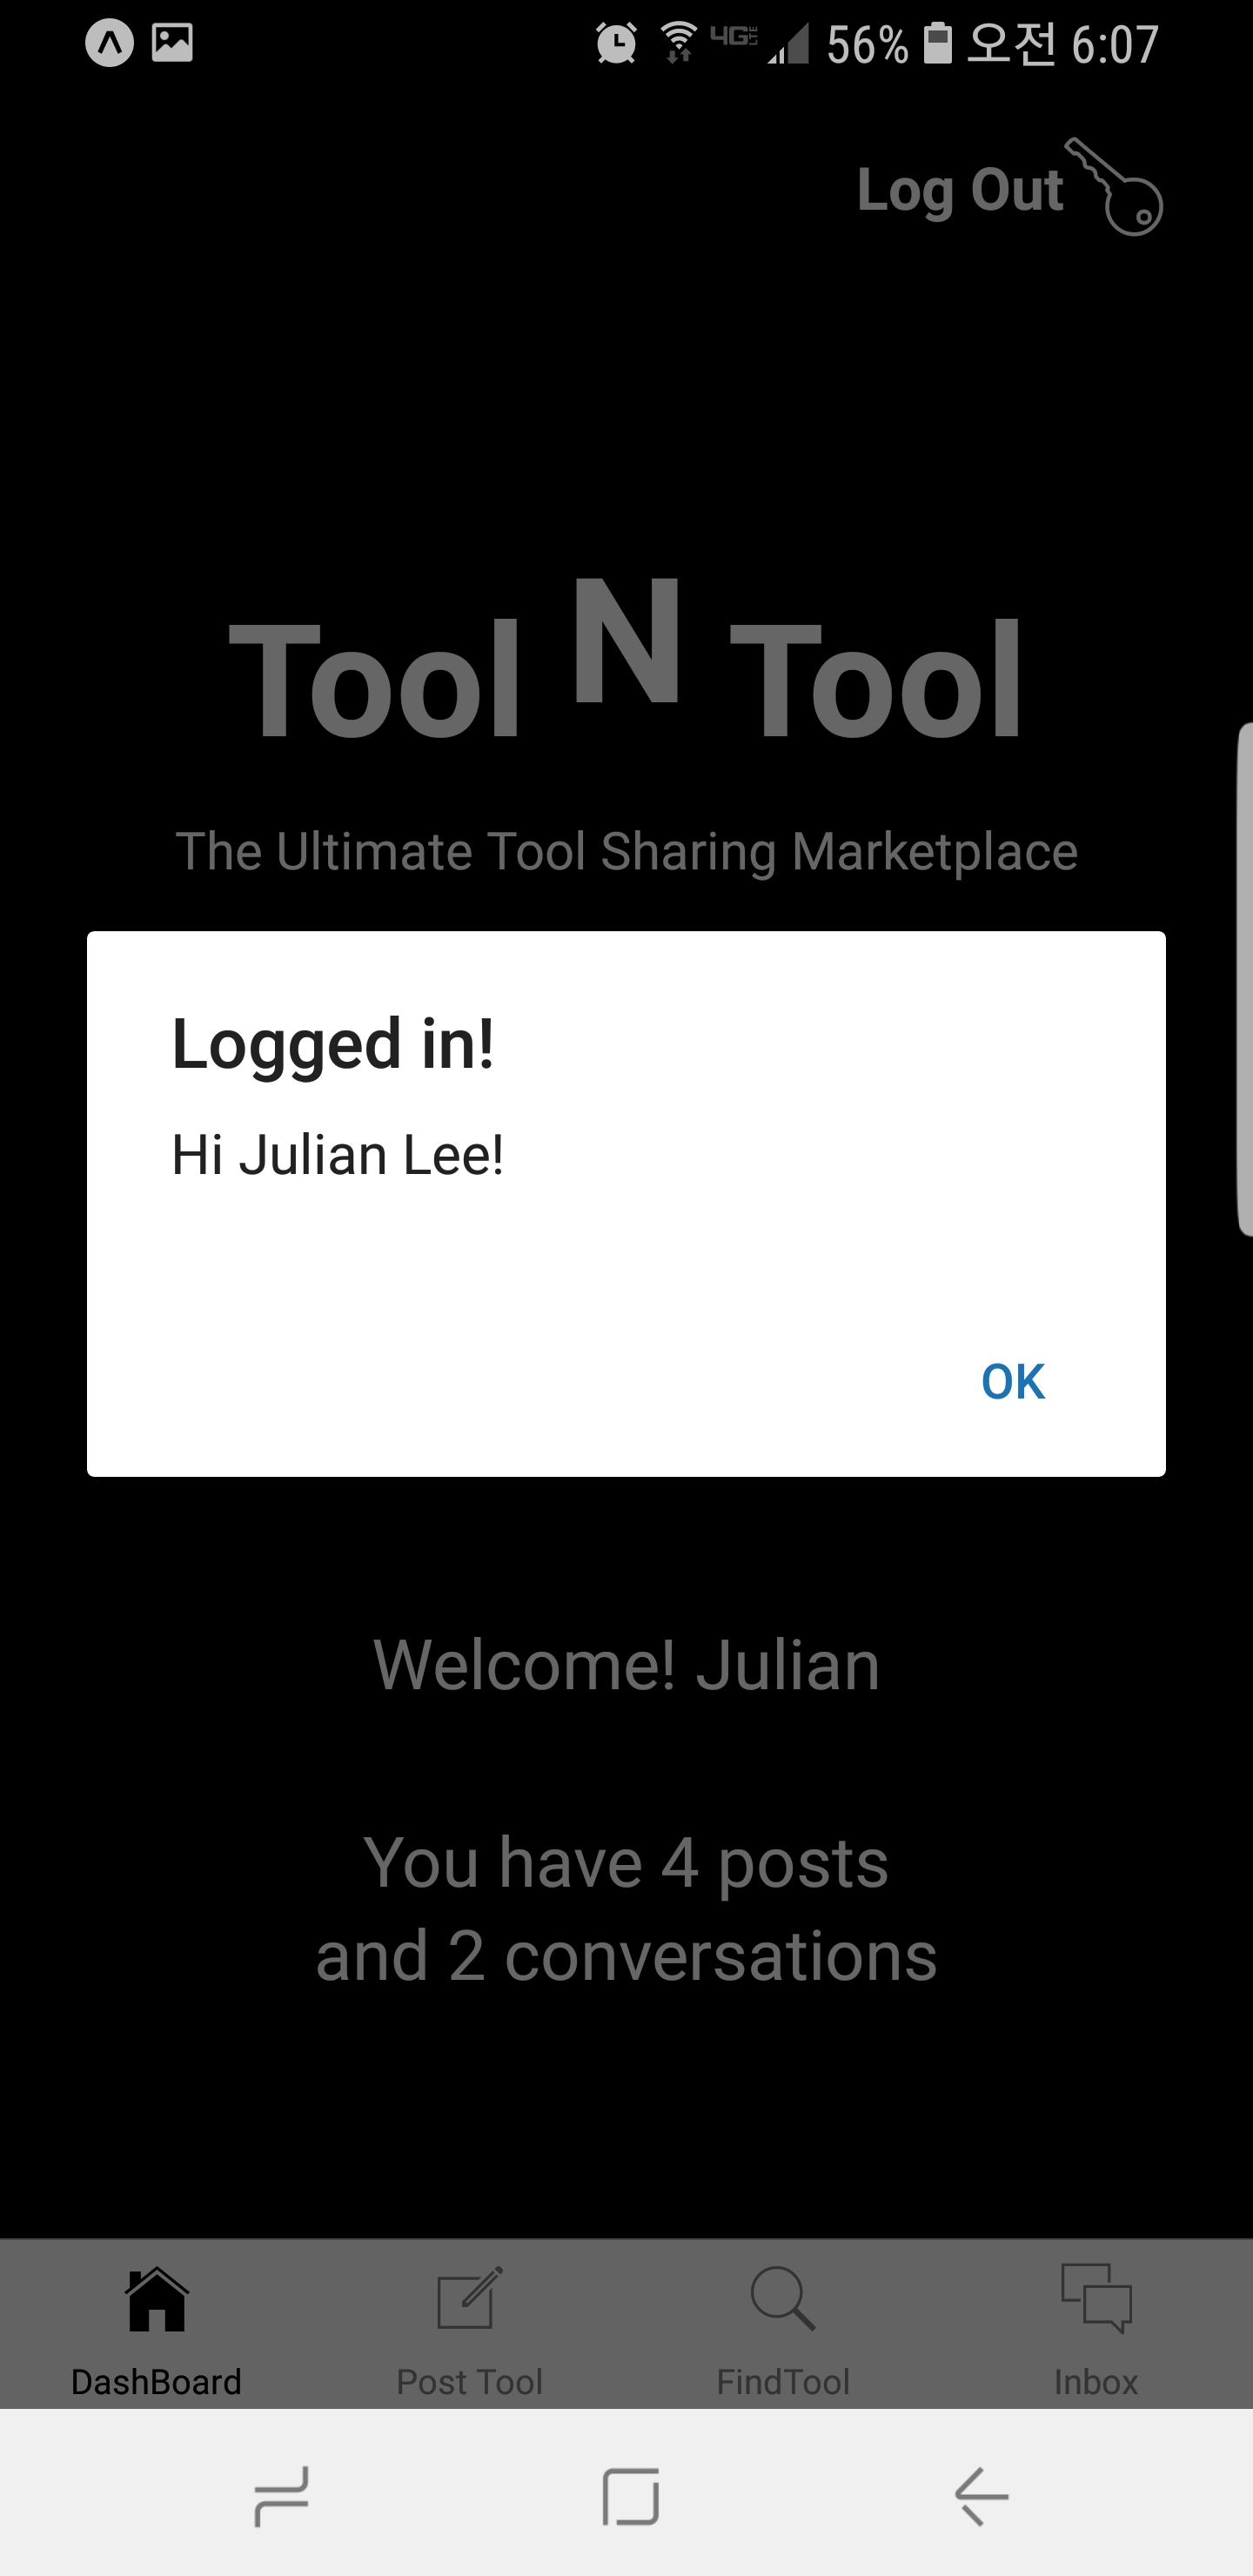 4G LTE 56% 오전 6:07
Log Out
Tool N Tool
The Ultimate Tool Sharing Marketplace
Logged in!
Hi Julian Lee!
OK
Welcome! Julian
You have 4 posts
and 2 conversations
DashBoard Post Tool FindTool Inbox